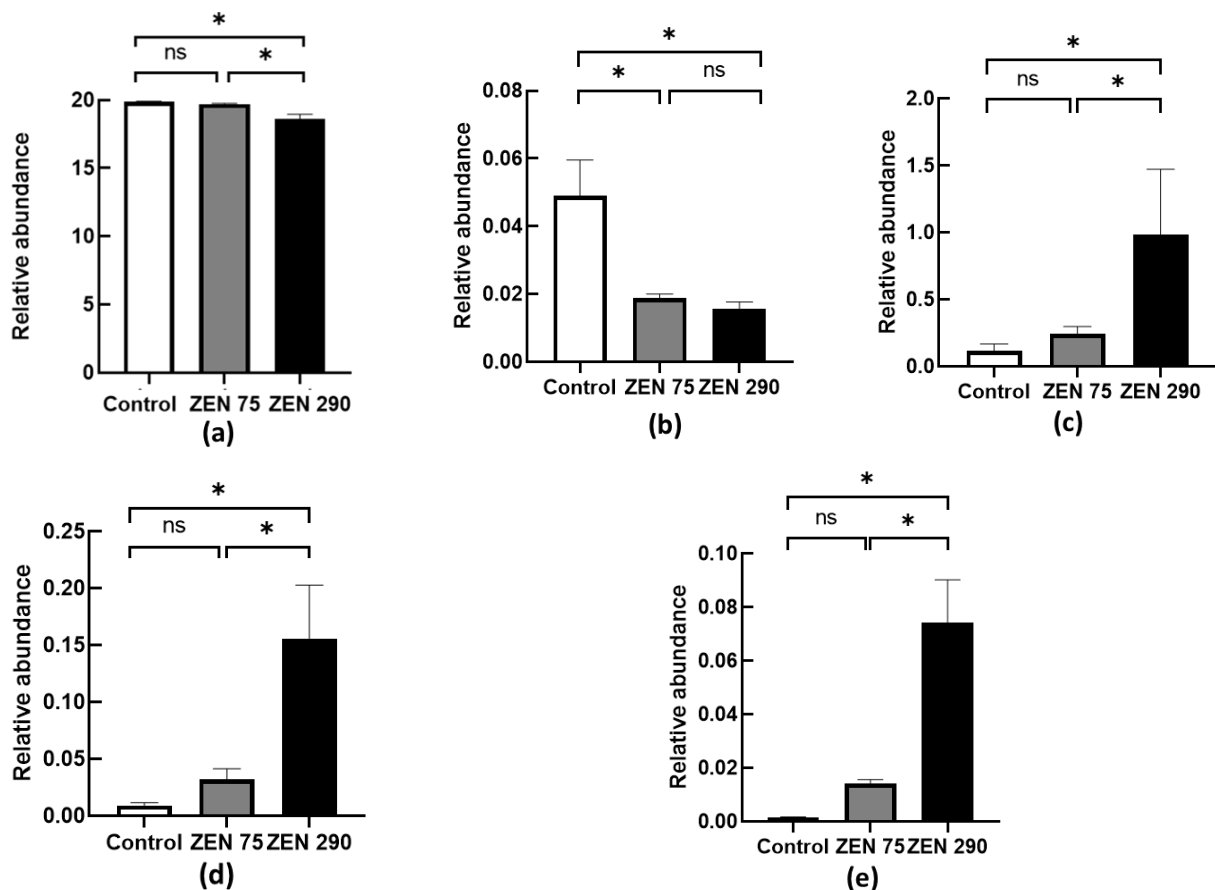 *
ns
*
20
15
10
5
0
Relative abundance
Control ZEN 75 ZEN 290
(a)
*
*
ns
0.08
0.06
0.04
0.02
0.00
Relative abundance
Control ZEN 75 ZEN 290
(b)
*
ns
*
2.0
1.5
1.0
0.5
0.0
Relative abundance
Control ZEN 75 ZEN 290
(c)
*
ns
*
0.25
0.20
0.15
0.10
0.05
0.00
Relative abundance
Control ZEN 75 ZEN 290
(d)
*
ns
*
0.10
0.08
0.06
0.04
0.02
0.00
Relative abundance
Control ZEN 75 ZEN 290
(e)